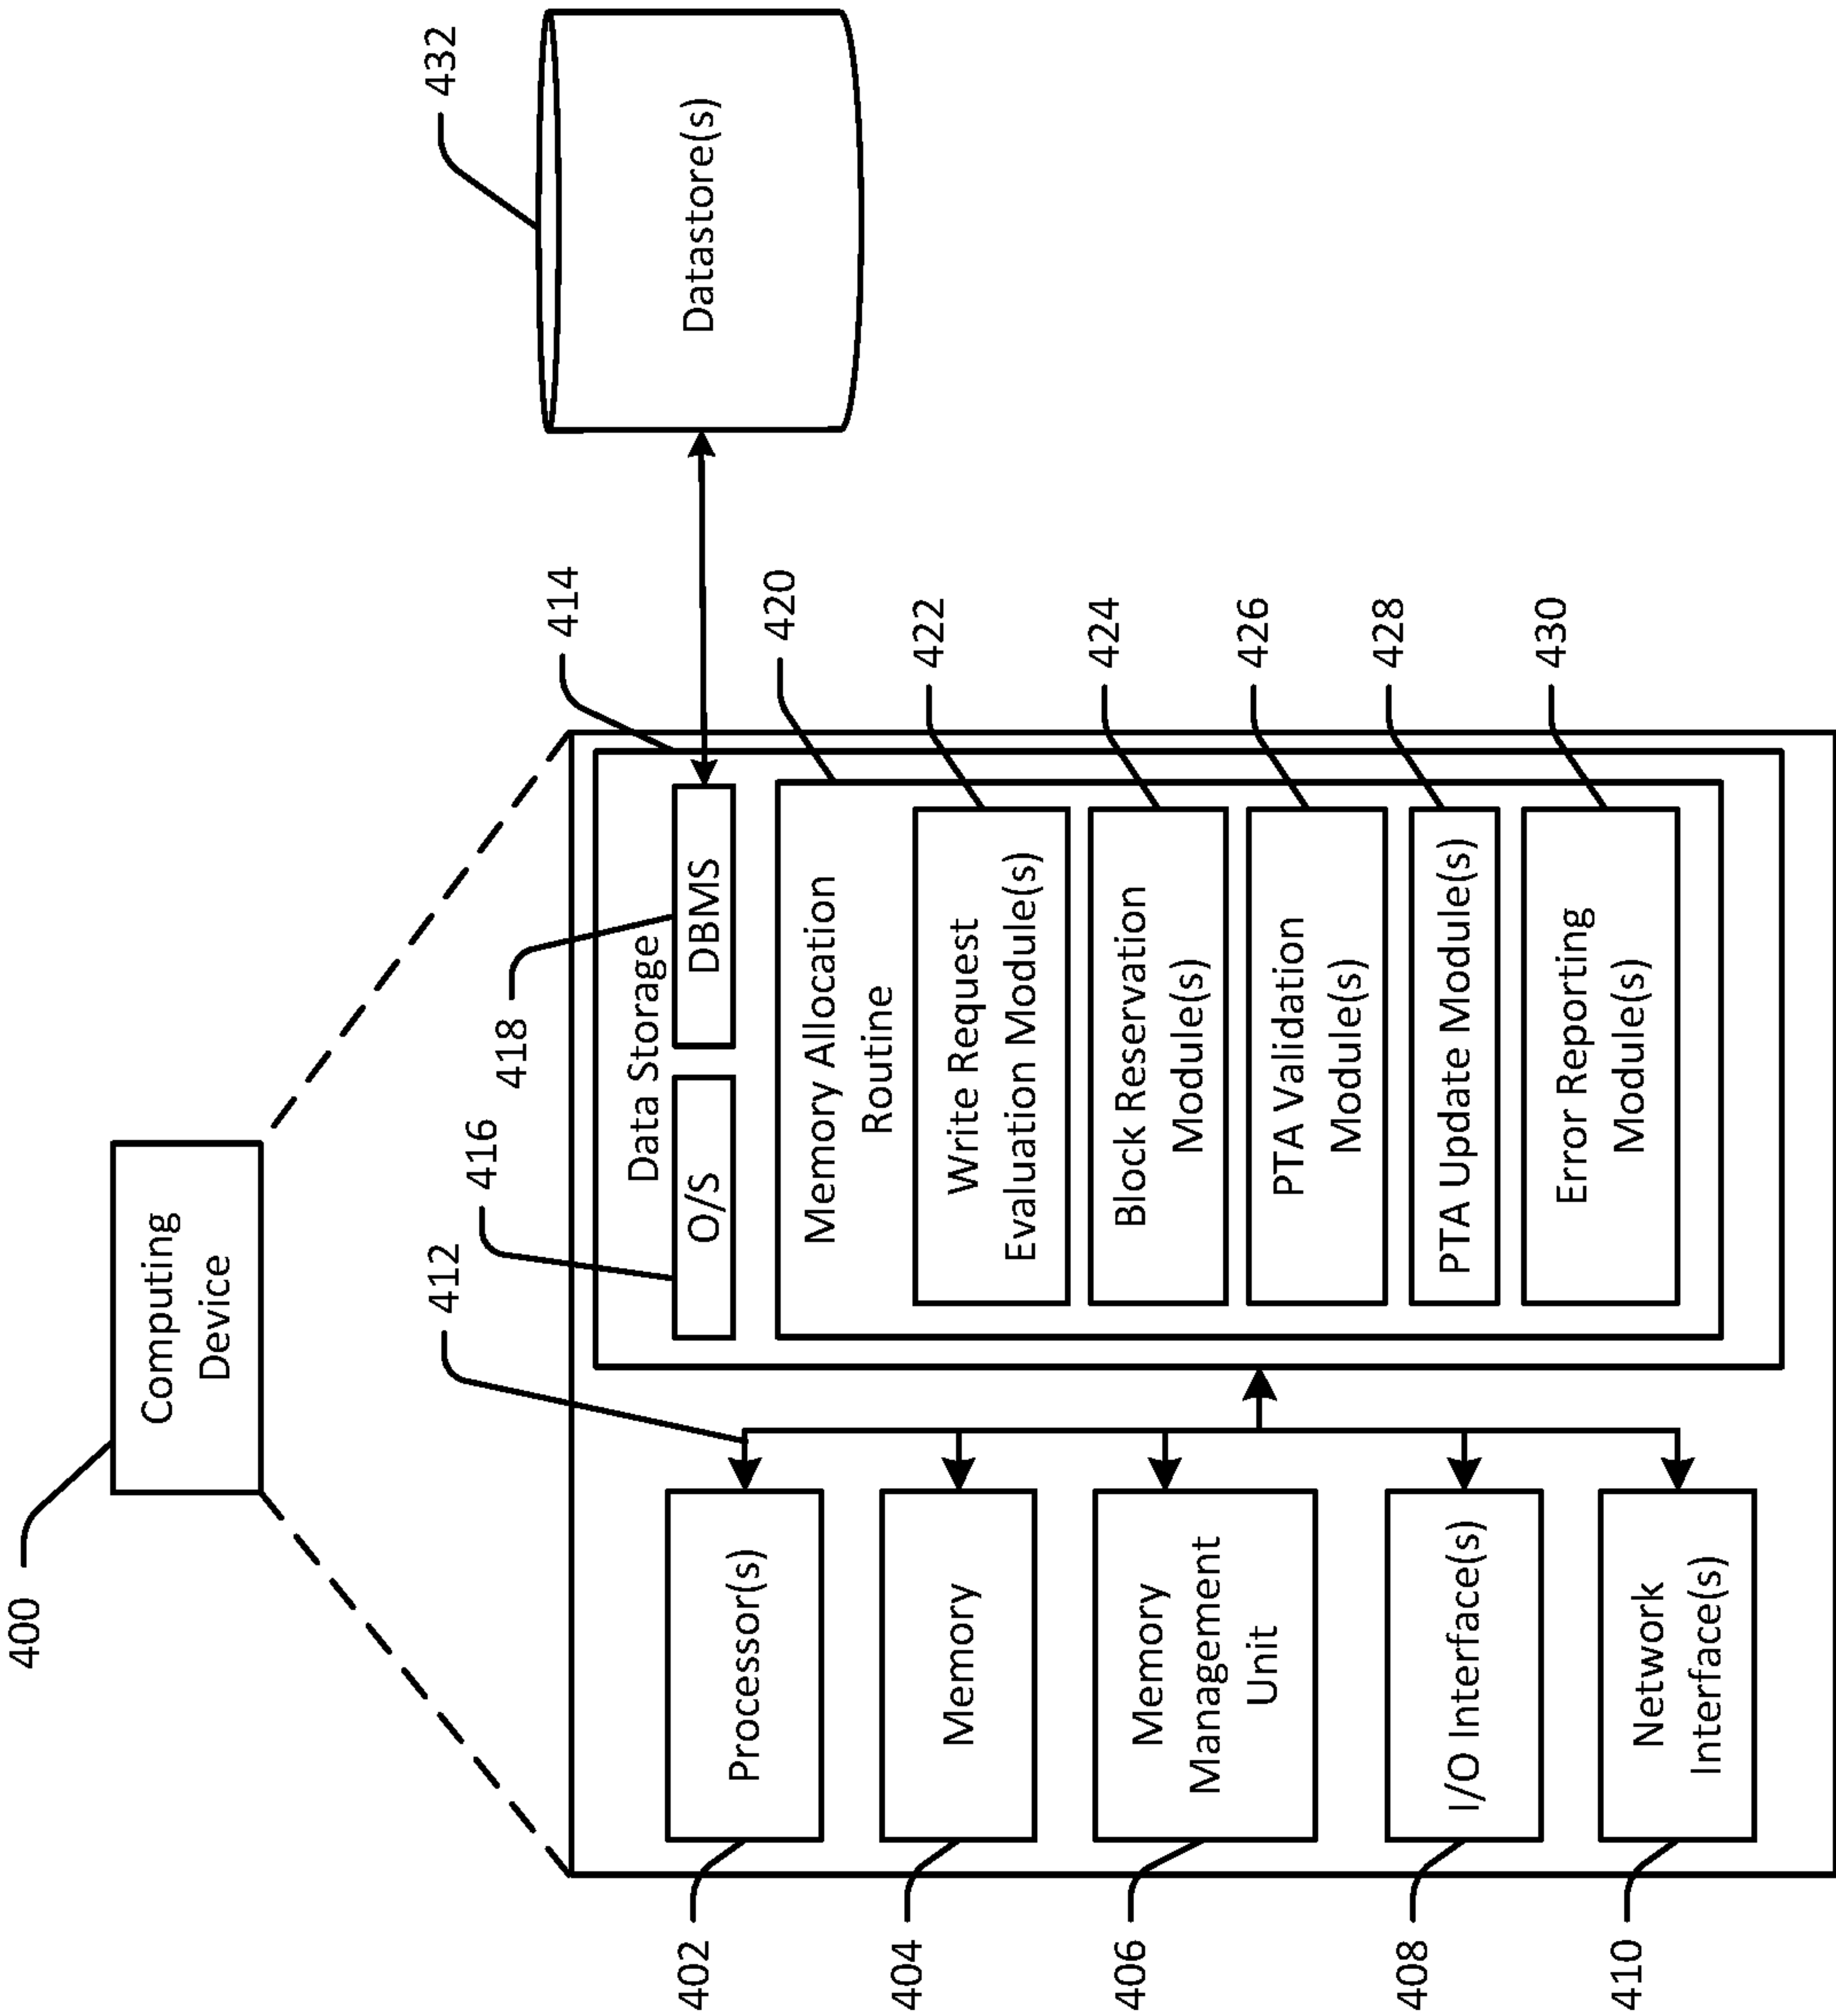 400
Computing
Device
432
Datastore(s)
412
416
418
414
Data Storage
O/S
DBMS
402
Processor(s)
404
Memory
406
Memory
Management
Unit
408
I/O Interface(s)
410
Network
Interface(s)
420
Memory Allocation
Routine
422
Write Request
Evaluation Module(s)
424
Block Reservation
Module(s)
426
PTA Validation
Module(s)
428
PTA Update Module(s)
430
Error Reporting
Module(s)